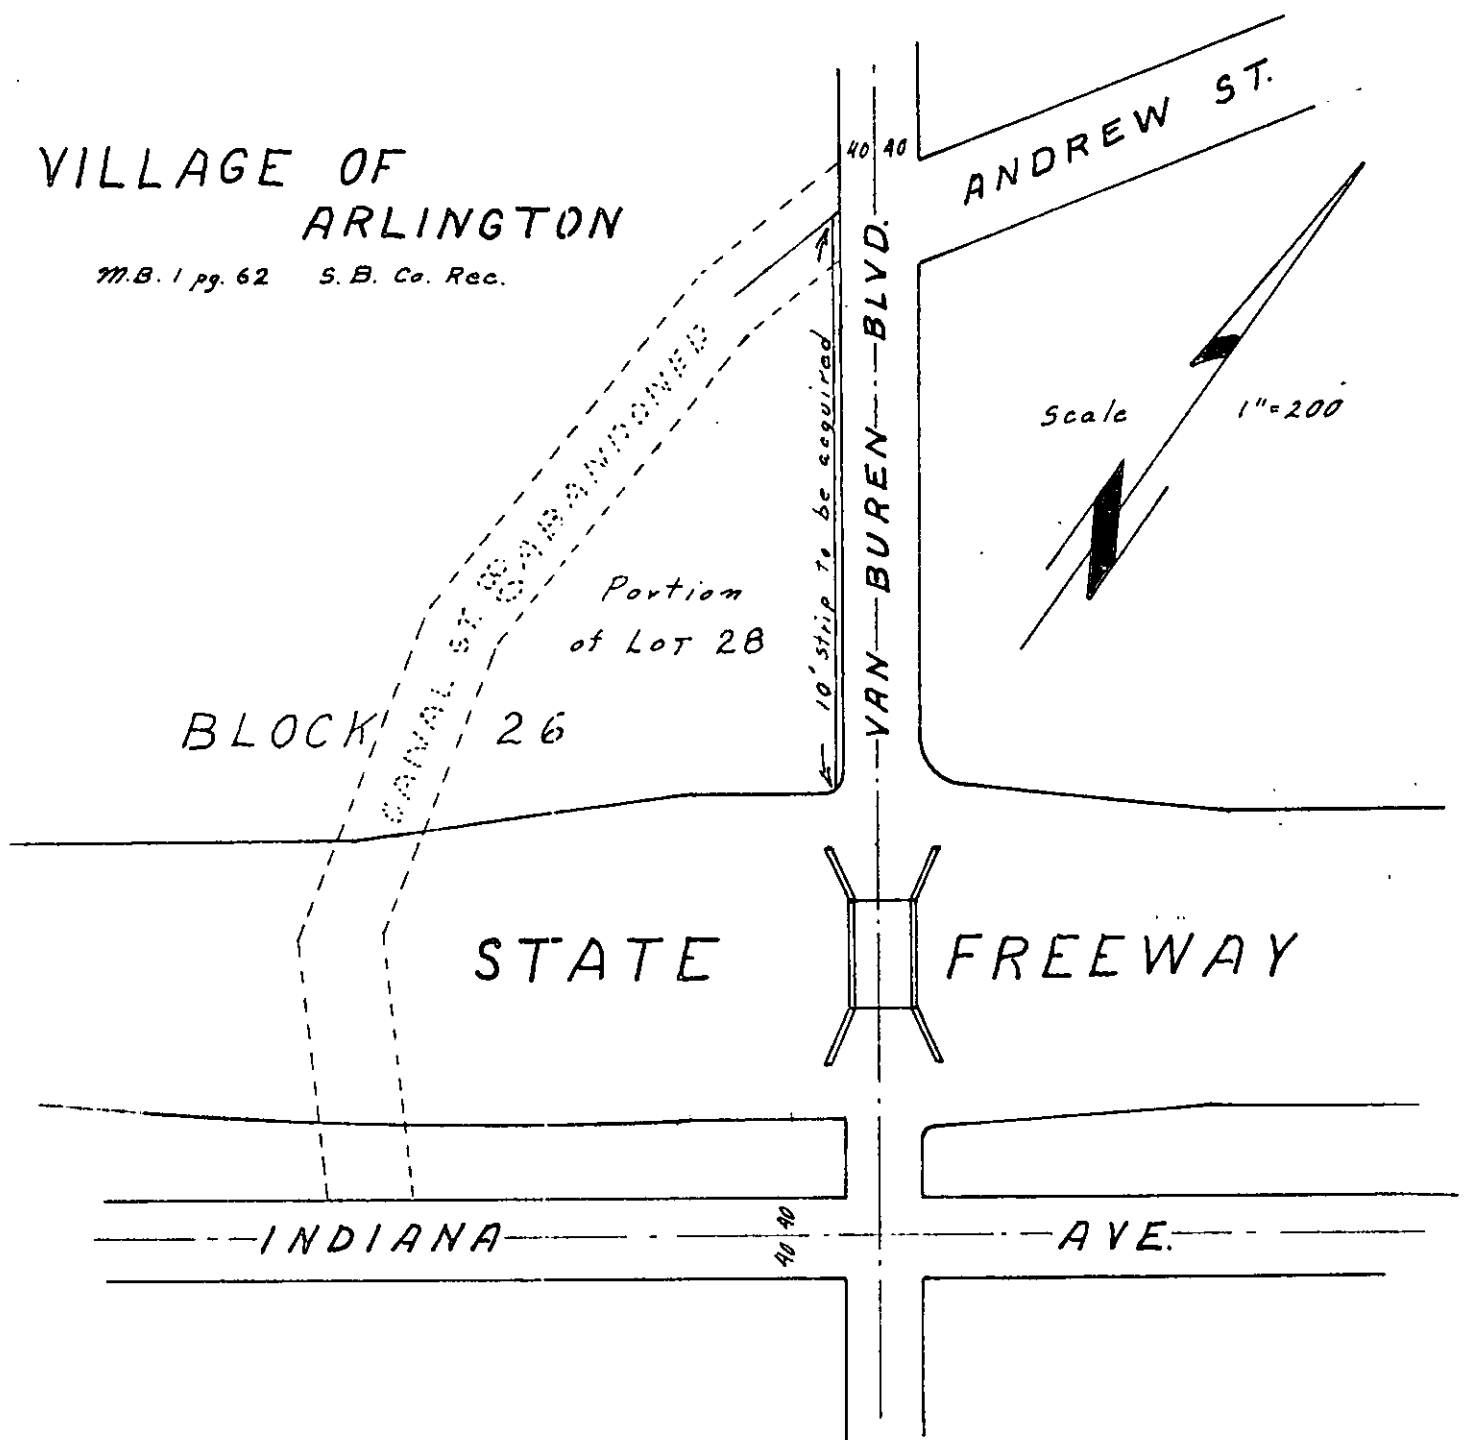 VILLAGE OF
ARLINGTON
M.B. 1 pg. 62 S. B. Co. Rec.
40 40
ANDREW ST.
VAN BUREN BLVD.
10' strip To be acquired
Scale 1"=200'
CANAL ST. ABANDONED
Portion
of LOT 28
BLOCK 26
STATE FREEWAY
40 40
INDIANA AVE.